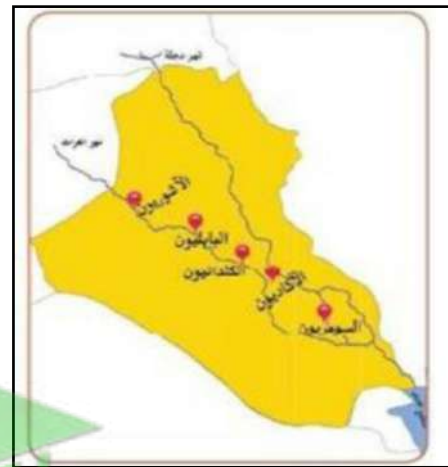 نهر دجلة
نهر الفرات
الآشوريون
البابليون
الكلدانيون
الأكاديون
السومريون